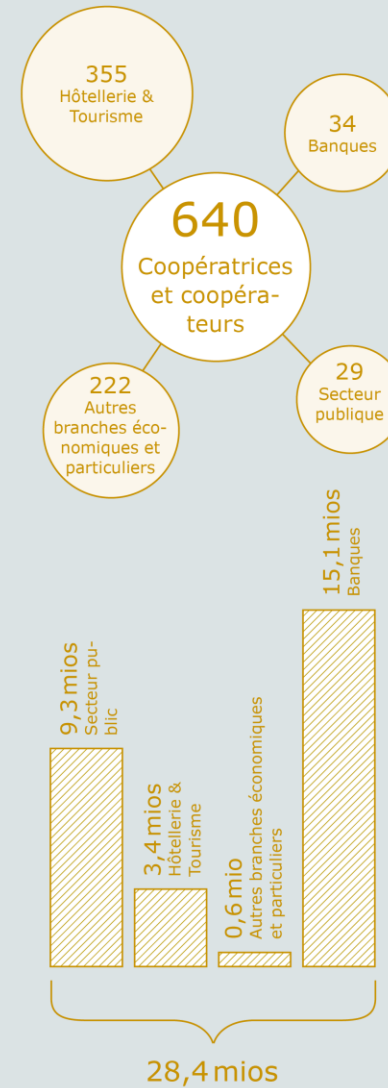 355
Hôtellerie &
Tourisme
34
Banques
640
Coopératrices
et coopéra-
teurs
222
Autres
branches éco-
nomiques et
particuliers
29
Secteur
publique
9,3 mios
Secteur pu-
blic
3,4 mios
Hôtellerie &
Tourisme
0,6 mio
Autres branches économiques
et particuliers
15,1 mios
Banques
28,4 mios